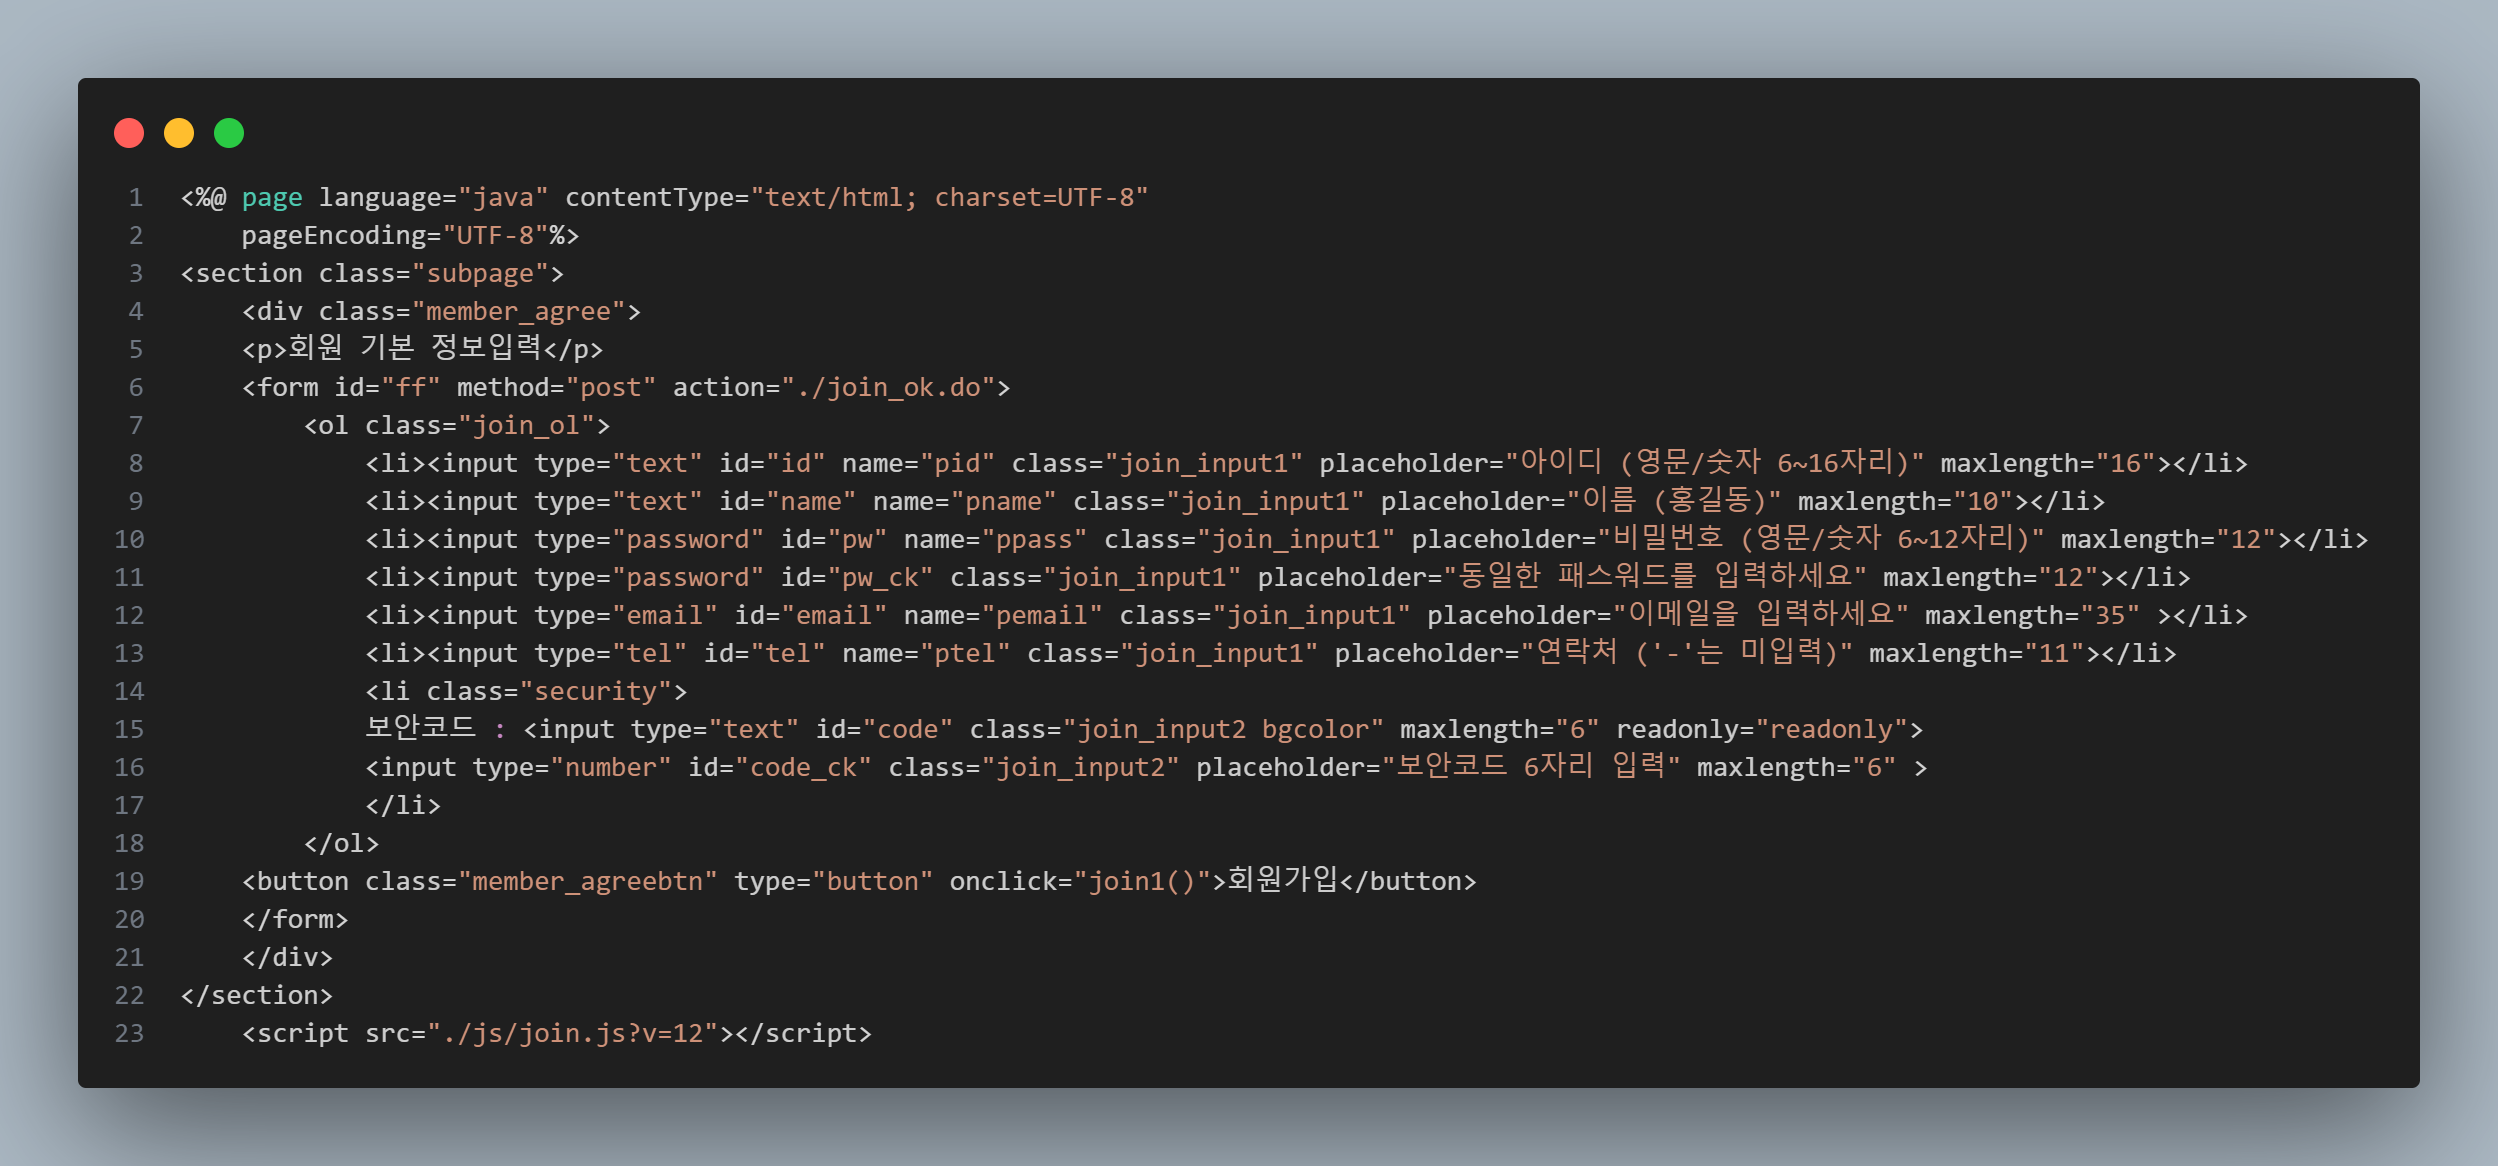 1 <%@ page language="java" contentType="text/html; charset=UTF-8"
2     pageEncoding="UTF-8"%>
3 <section class="subpage">
4     <div class="member_agree">
5     <p>회원 기본 정보입력</p>
6     <form id="ff" method="post" action="./join_ok.do">
7         <ol class="join_ol">
8             <li><input type="text" id="id" name="pid" class="join_input1" placeholder="아이디 (영문/숫자 6~16자리)" maxlength="16"></li>
9             <li><input type="text" id="name" name="pname" class="join_input1" placeholder="이름 (홍길동)" maxlength="10"></li>
10             <li><input type="password" id="pw" name="ppass" class="join_input1" placeholder="비밀번호 (영문/숫자 6~12자리)" maxlength="12"></li>
11             <li><input type="password" id="pw_ck" class="join_input1" placeholder="동일한 패스워드를 입력하세요" maxlength="12"></li>
12             <li><input type="email" id="email" name="pemail" class="join_input1" placeholder="이메일을 입력하세요" maxlength="35" ></li>
13             <li><input type="tel" id="tel" name="ptel" class="join_input1" placeholder="연락처 ('-'는 미입력)" maxlength="11"></li>
14             <li class="security">
15             보안코드 : <input type="text" id="code" class="join_input2 bgcolor" maxlength="6" readonly="readonly">
16             <input type="number" id="code_ck" class="join_input2" placeholder="보안코드 6자리 입력" maxlength="6" >
17             </li>
18         </ol>
19     <button class="member_agreebtn" type="button" onclick="join1()">회원가입</button>
20     </form>
21     </div>
22 </section>
23     <script src="./js/join.js?v=12"></script>